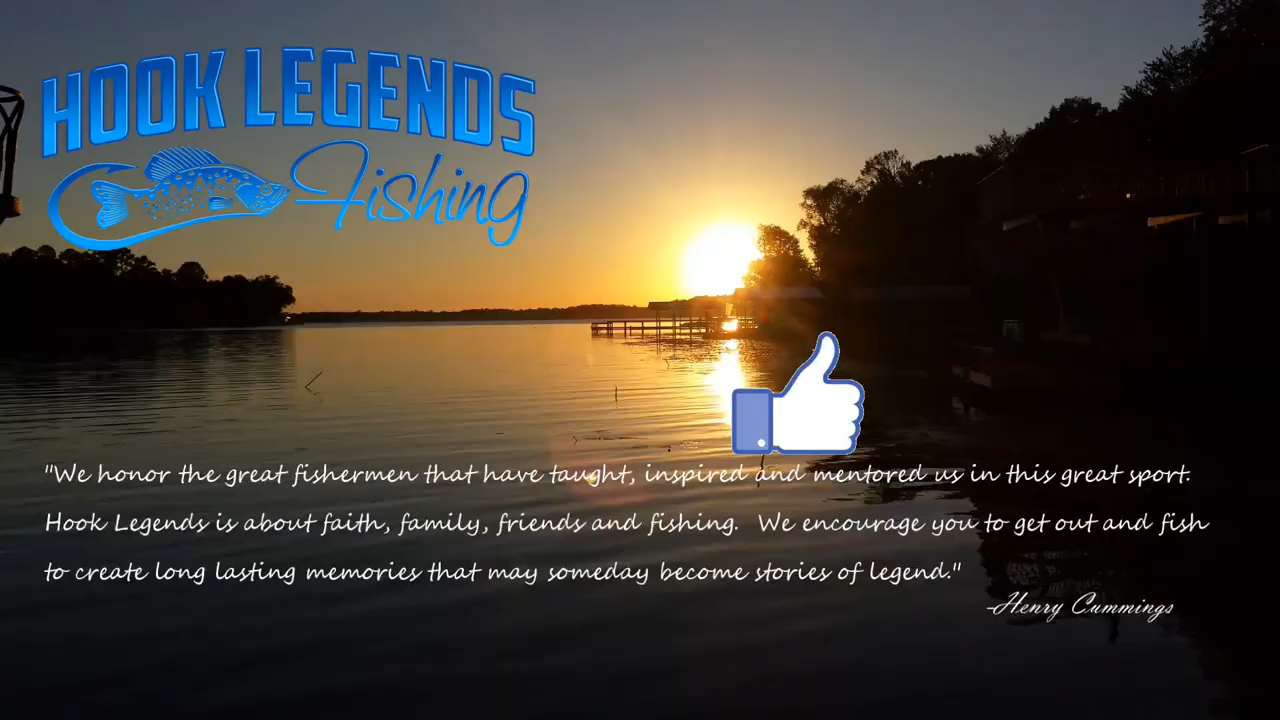 HOOK LEGENDS
Fishing
"We honor the great fishermen that have taught, inspired and mentored us in this great sport.
Hook Legends is about faith, family, friends and fishing. We encourage you to get out and fish
to create long lasting memories that may someday become stories of legend."
-Henry Cummings